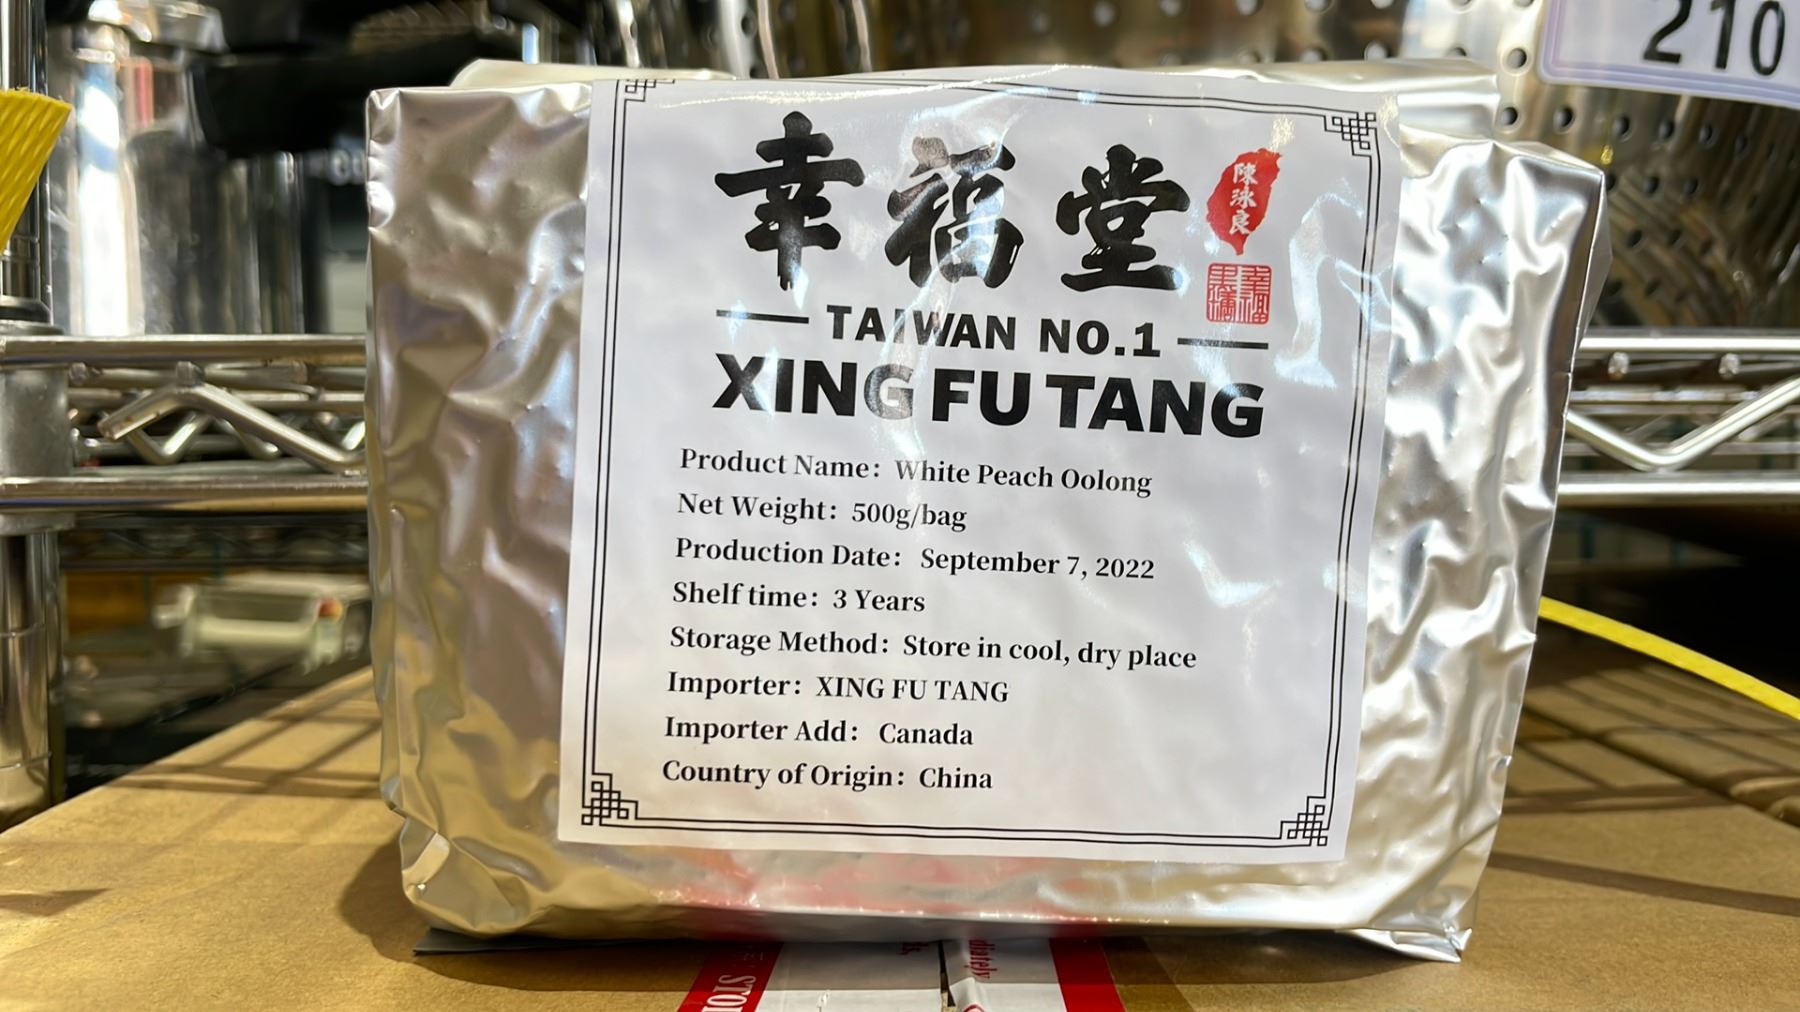 210
幸福堂
陳泳良
TAIWAN NO.1
XING FU TANG
Product Name: White Peach Oolong
Net Weight: 500g/bag
Production Date: September 7, 2022
Shelf time: 3 Years
Storage Method: Store in cool, dry place
Importer: XING FU TANG
Importer Add: Canada
Country of Origin: China